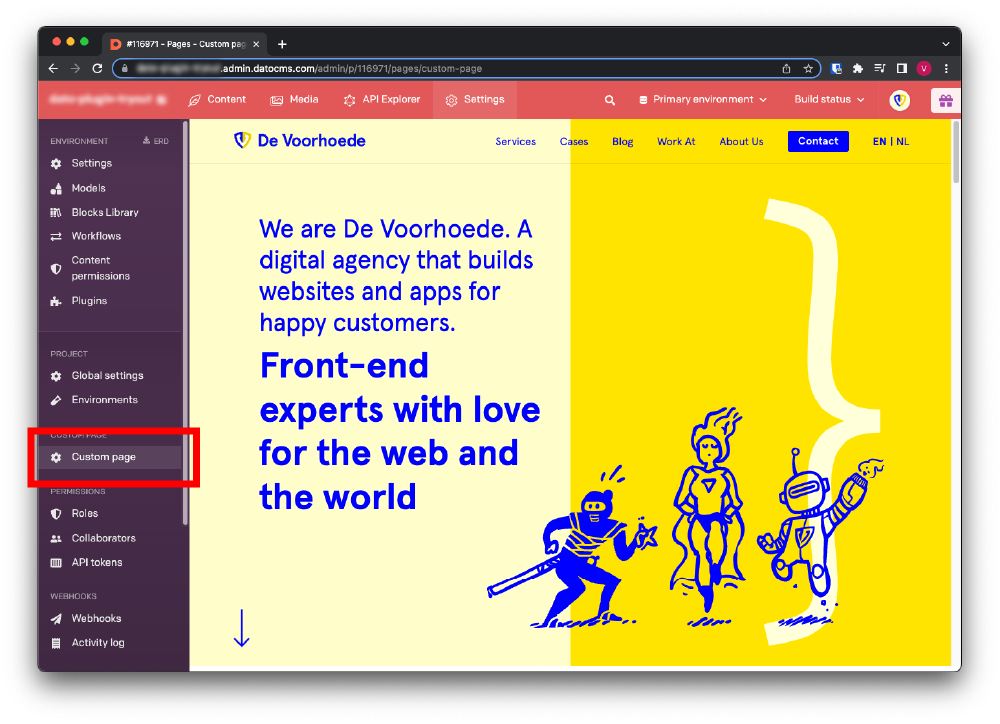 #116971 - Pages - Custom pag
.admin.datocms.com/admin/p/116971/pages/custom-page
V
Content
Media
API Explorer
Settings
Primary environment
Build status
ENVIRONMENT
ERD
Settings
Models
Blocks Library
Workflows
Content
permissions
Plugins
PROJECT
Global settings
Environments
CUSTOM PAGE
Custom page
PERMISSIONS
Roles
Collaborators
API tokens
WEBHOOKS
Webhooks
Activity log
De Voorhoede
Services
Cases
Blog
Work At
About Us
Contact
EN | NL
We are De Voorhoede. A
digital agency that builds
websites and apps for
happy customers.
Front-end
experts with love
for the web and
the world